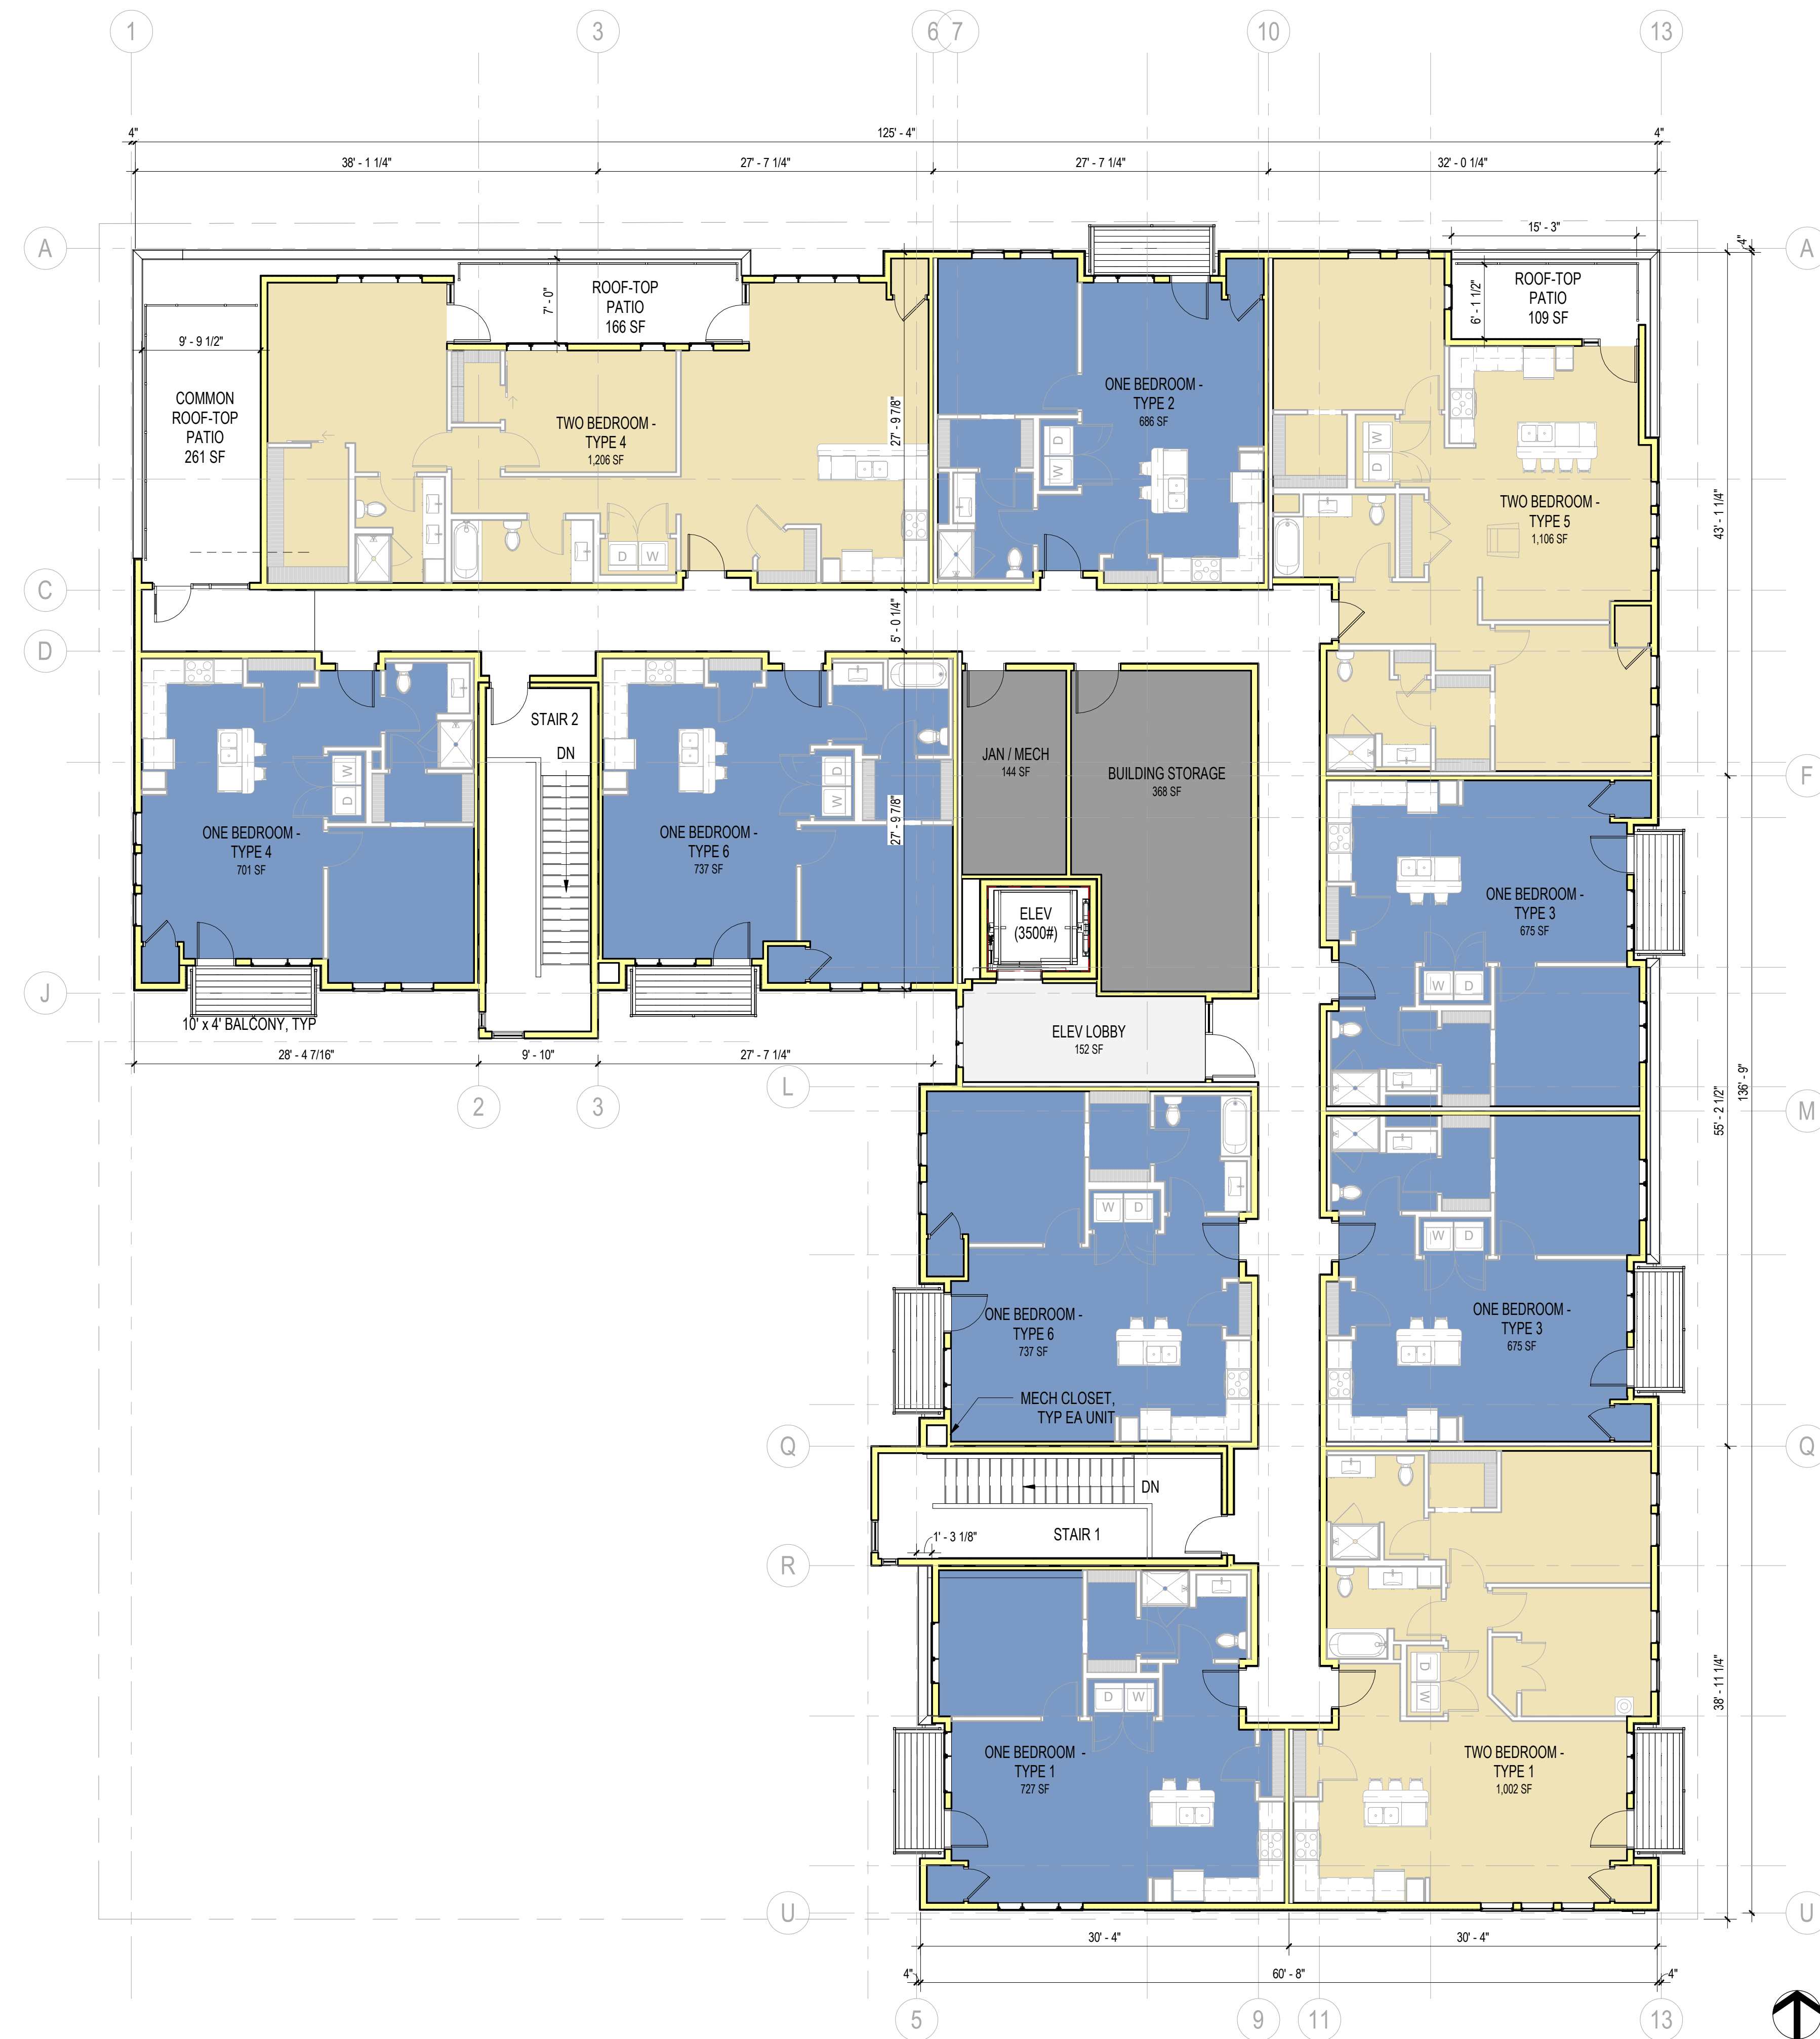 1
3
6
7
10
13
4"
125' - 4"
4"
38' - 1 1/4"
27' - 7 1/4"
27' - 7 1/4"
32' - 0 1/4"
A
A
15' - 3"
4"
ROOF-TOP
PATIO
166 SF
7' - 0"
ROOF-TOP
PATIO
109 SF
6' - 1 1/2"
9' - 9 1/2"
COMMON
ROOF-TOP
PATIO
261 SF
TWO BEDROOM -
TYPE 4
1,206 SF
27' - 9 7/8"
ONE BEDROOM -
TYPE 2
686 SF
D
W
W
D
TWO BEDROOM -
TYPE 5
1,106 SF
43' - 1 1/4"
D
W
C
5' - 0 1/4"
D
STAIR 2
DN
W
D
D
W
JAN / MECH
144 SF
BUILDING STORAGE
368 SF
F
ONE BEDROOM -
TYPE 4
701 SF
ONE BEDROOM -
TYPE 6
737 SF
27' - 9 7/8"
ELEV
(3500#)
ONE BEDROOM -
TYPE 3
675 SF
W
D
J
10' x 4' BALCONY, TYP
ELEV LOBBY
152 SF
28' - 4 7/16"
9' - 10"
27' - 7 1/4"
L
2
3
M
55' - 2 1/2"
136' - 9"
W
D
W
D
ONE BEDROOM -
TYPE 6
737 SF
ONE BEDROOM -
TYPE 3
675 SF
MECH CLOSET,
TYP EA UNIT
Q
Q
DN
STAIR 1
1' - 3 1/8"
R
D
W
D
W
38' - 11 1/4"
ONE BEDROOM -
TYPE 1
727 SF
TWO BEDROOM -
TYPE 1
1,002 SF
U
U
30' - 4"
30' - 4"
4"
60' - 8"
4"
5
9
11
13